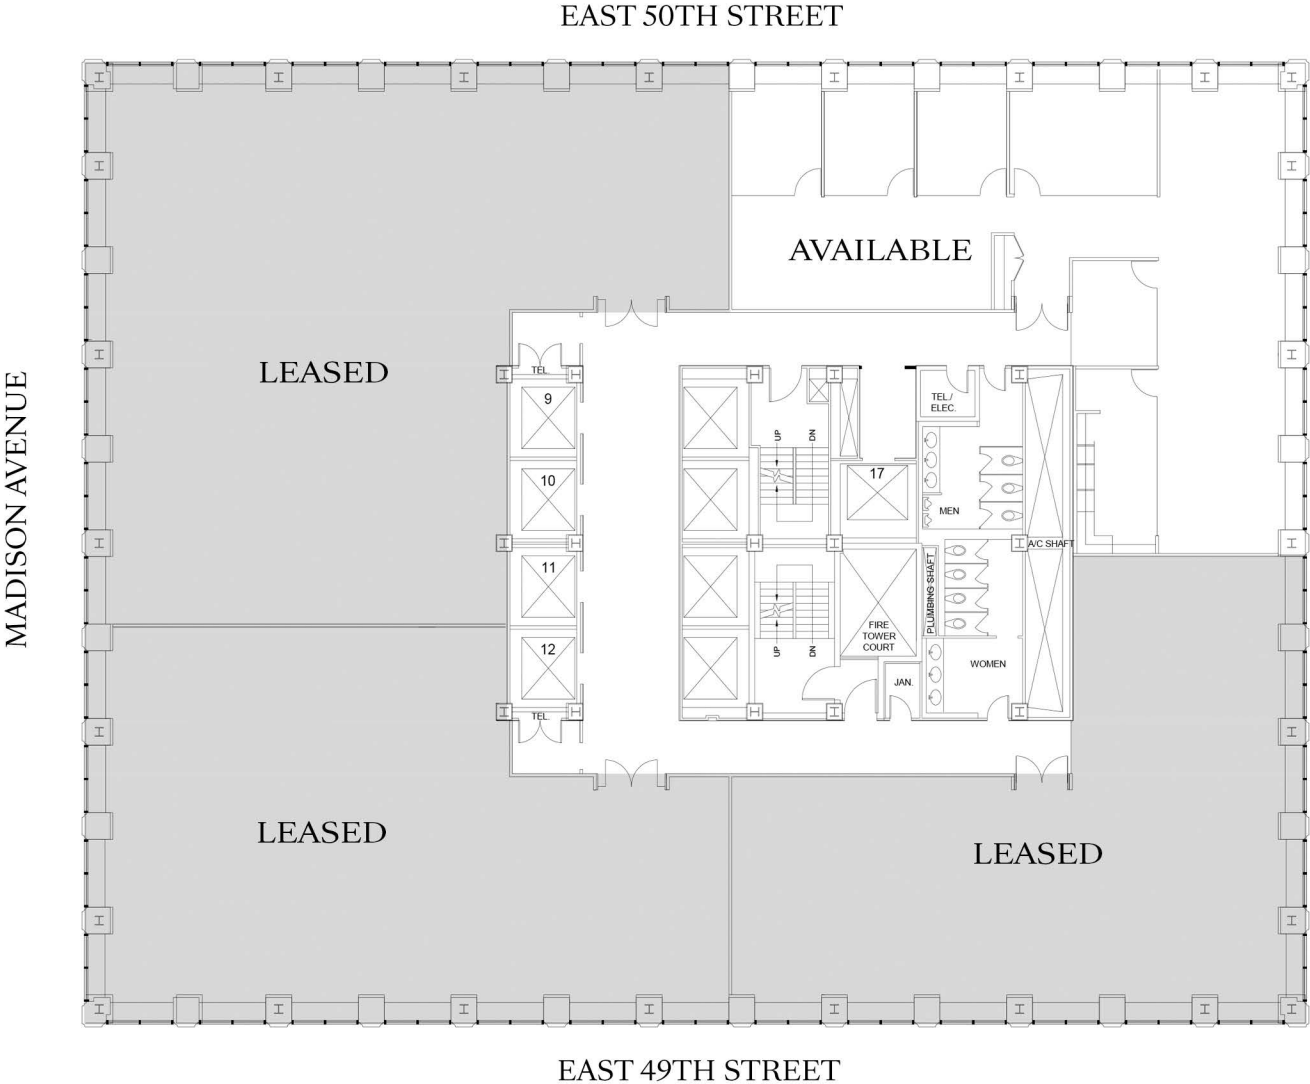 EAST 50TH STREET
AVAILABLE
LEASED
MADISON AVENUE
TEL.
9
TEL./
ELEC.
UP
DN
10
17
MEN
A/C SHAFT
11
PLUMBING SHAFT
FIRE
TOWER
COURT
12
UP
DN
WOMEN
JAN.
TEL.
LEASED
LEASED
EAST 49TH STREET